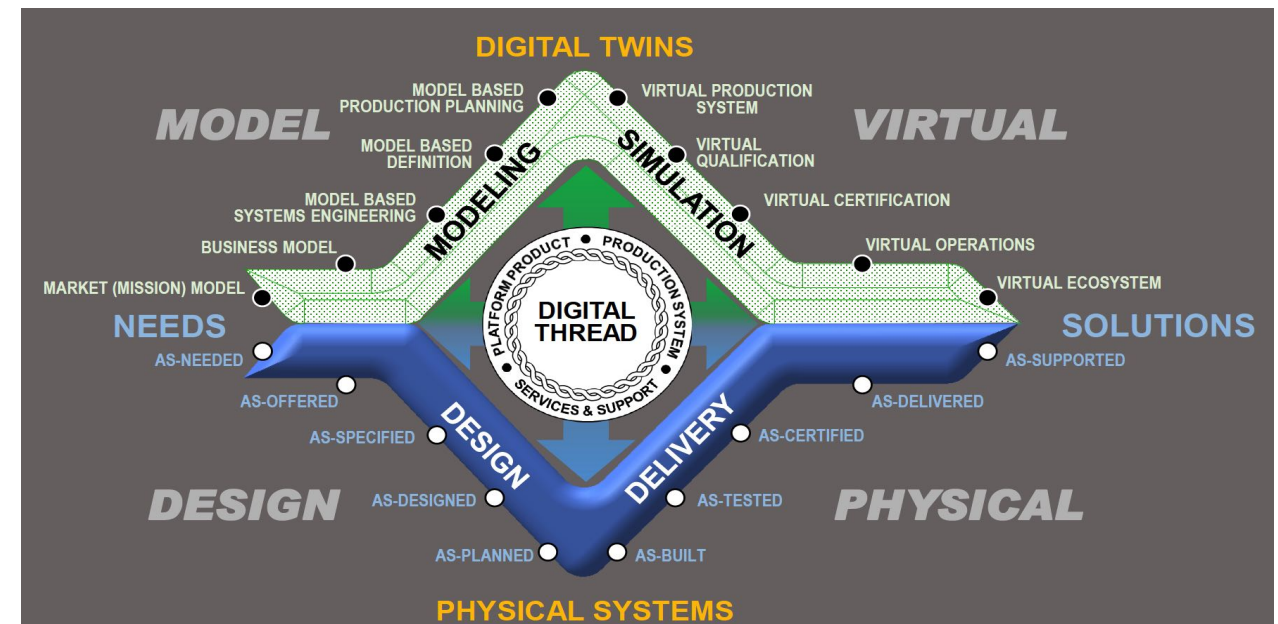 DIGITAL TWINS
MODEL
VIRTUAL
MODEL BASED
PRODUCTION PLANNING
VIRTUAL PRODUCTION
SYSTEM
MODEL BASED
DEFINITION
VIRTUAL
QUALIFICATION
MODEL BASED
SYSTEMS ENGINEERING
VIRTUAL CERTIFICATION
BUSINESS MODEL
VIRTUAL OPERATIONS
MARKET (MISSION) MODEL
VIRTUAL ECOSYSTEM
MODELING
SIMULATION
NEEDS
SOLUTIONS
PLATFORM PRODUCT • PRODUCTION SYSTEM • SERVICES & SUPPORT •
DIGITAL
THREAD
AS-NEEDED
AS-SUPPORTED
AS-OFFERED
AS-DELIVERED
AS-SPECIFIED
AS-CERTIFIED
DESIGN
DELIVERY
AS-DESIGNED
AS-TESTED
DESIGN
PHYSICAL
AS-PLANNED
AS-BUILT
PHYSICAL SYSTEMS